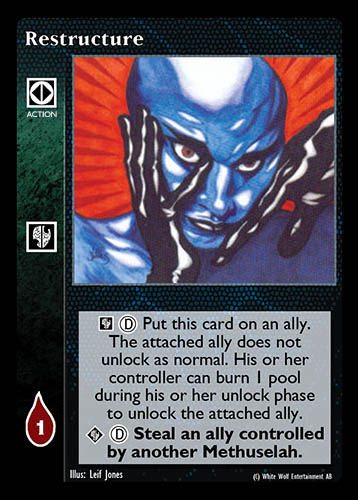 Restructure
ACTION
D Put this card on an ally.
The attached ally does not
unlock as normal. His or her
controller can burn 1 pool
during his or her unlock phase
to unlock the attached ally.
D Steal an ally controlled
by another Methuselah.
1
Illus: Leif Jones
(C) White Wolf Entertainment AB